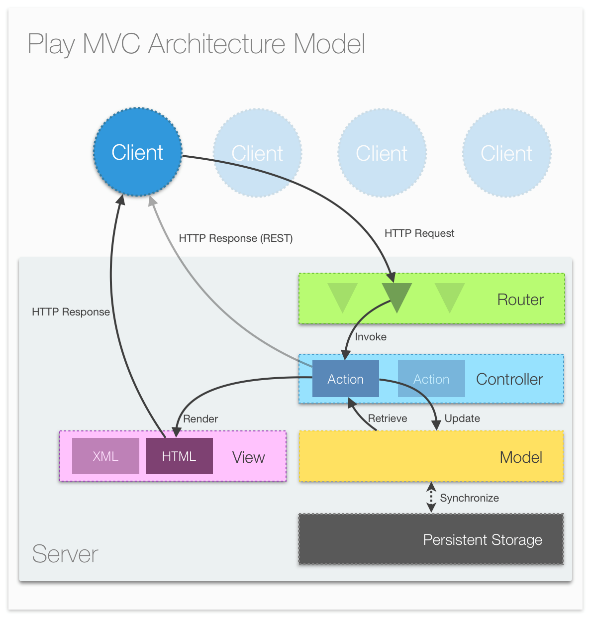 Play MVC Architecture Model
Client
Client
Client
Client
HTTP Response (REST)
HTTP Request
Router
HTTP Response
Invoke
Action
Action
Controller
Render
Retrieve
Update
XML
HTML
View
Model
Synchronize
Persistent Storage
Server